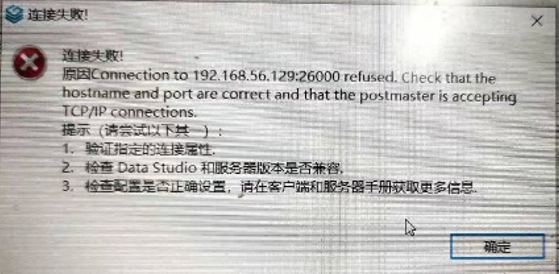 连接失败!
连接失败!
原因Connection to 192.168.56.129:26000 refused. Check that the
hostname and port are correct and that the postmaster is accepting
TCP/IP connections.
提示（请尝试以下其一）:
1. 验证指定的连接属性.
2. 检查 Data Studio 和服务器版本是否兼容.
3. 检查配置是否正确设置，请在客户端和服务器手册获取更多信息.
确定